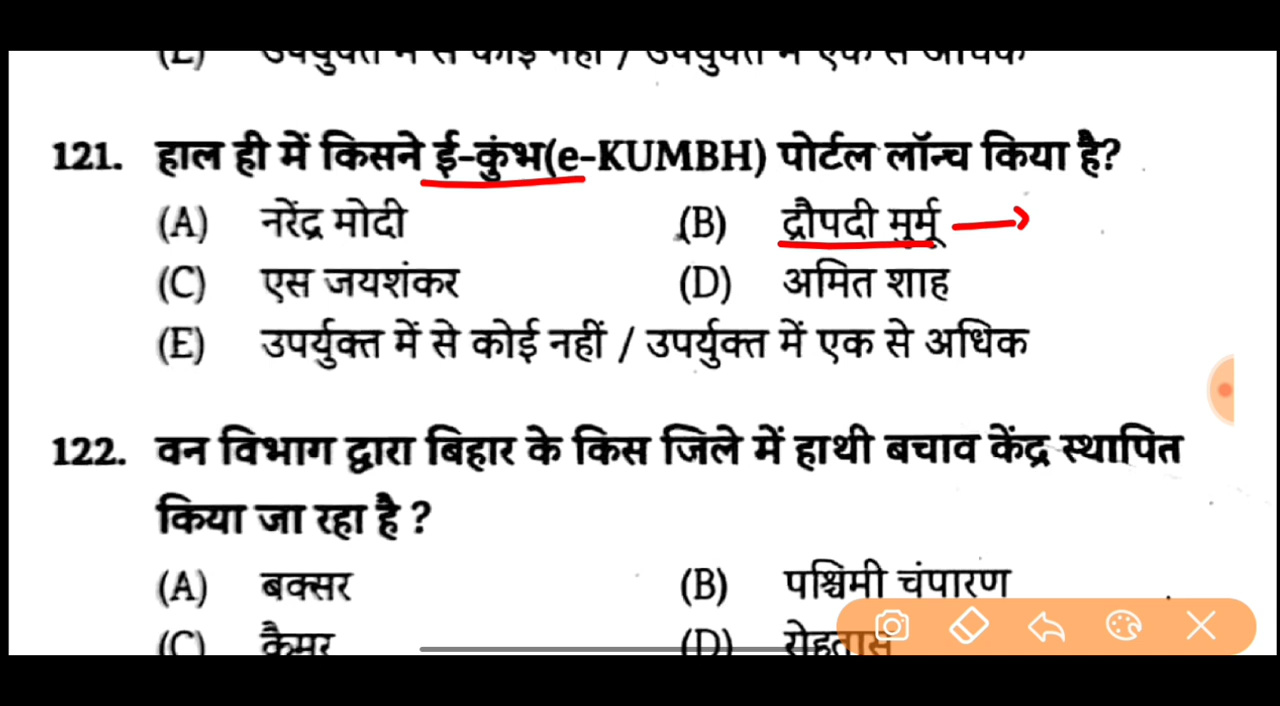 121. हाल ही में किसने ई-कुंभ(e-KUMBH) पोर्टल लॉन्च किया है?
(A) नरेंद्र मोदी (B) द्रौपदी मुर्मू
(C) एस जयशंकर (D) अमित शाह
(E) उपर्युक्त में से कोई नहीं / उपर्युक्त में एक से अधिक
122. वन विभाग द्वारा बिहार के किस जिले में हाथी बचाव केंद्र स्थापित
किया जा रहा है ?
(A) बक्सर (B) पश्चिमी चंपारण
(C) कैमूर (D) रोहतास